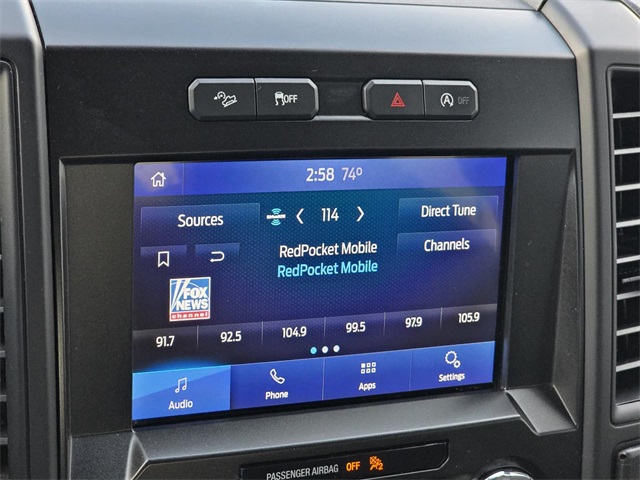 OFF
A OFF
2:58 74°
Sources
114
Direct Tune
RedPocket Mobile
RedPocket Mobile
Channels
FOX
NEWS
channel
91.7 92.5 104.9 99.5 97.9 105.9
Audio Phone Apps Settings
PASSENGER AIRBAG OFF 2